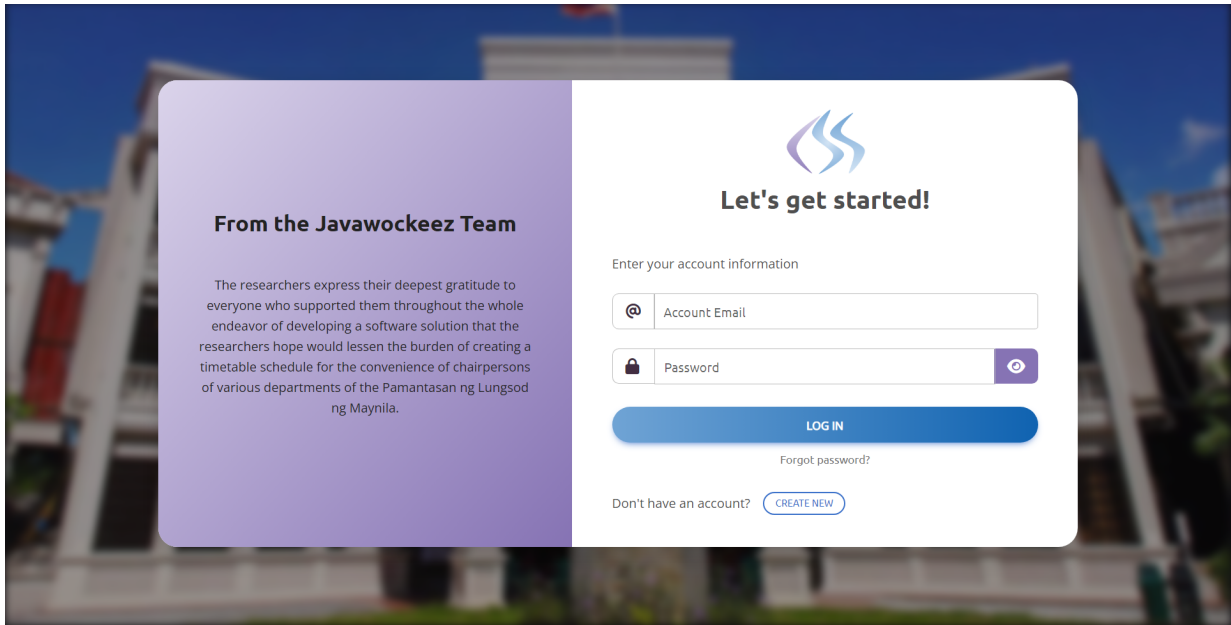 From the Javawockeez Team
The researchers express their deepest gratitude to
everyone who supported them throughout the whole
endeavor of developing a software solution that the
researchers hope would lessen the burden of creating a
timetable schedule for the convenience of chairpersons
of various departments of the Pamantasan ng Lungsod
ng Maynila.
Let's get started!
Enter your account information
@ Account Email
Password
LOG IN
Forgot password?
Don't have an account? CREATE NEW